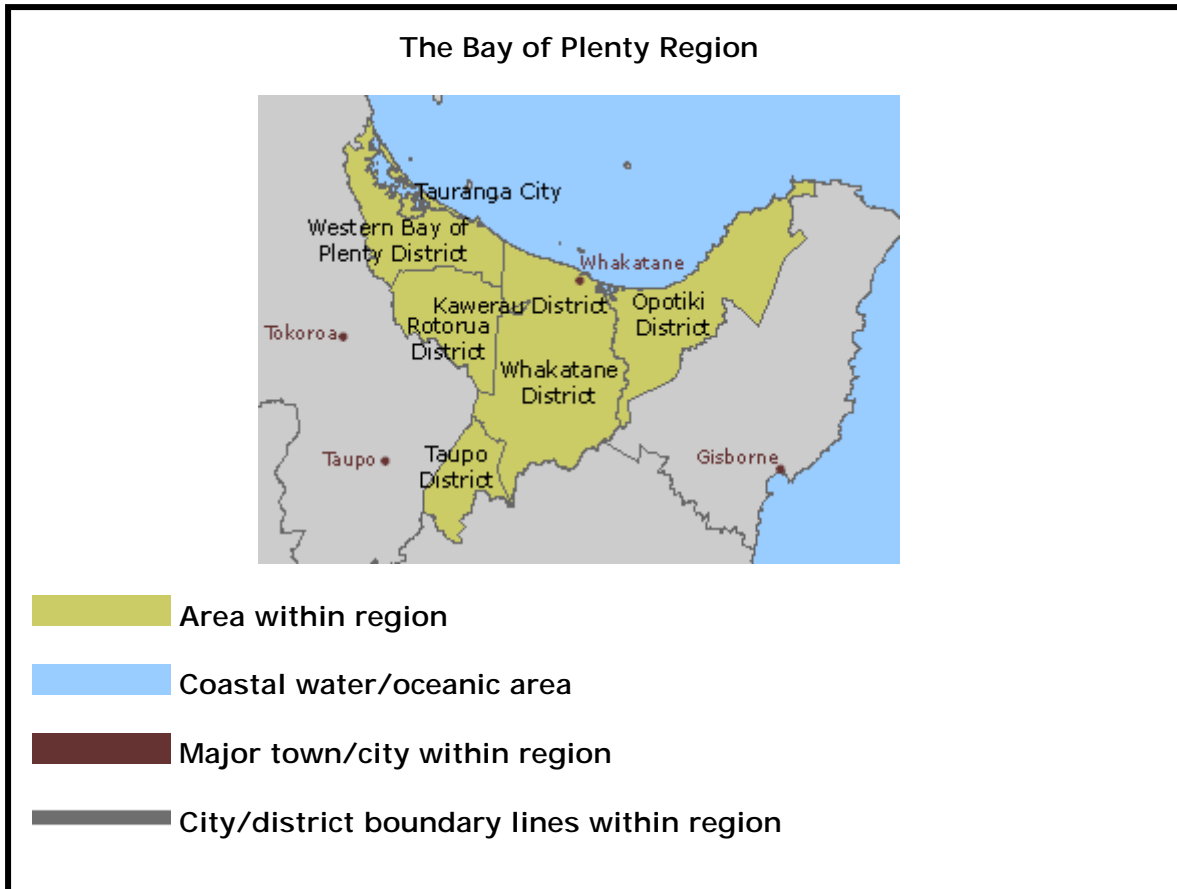 The Bay of Plenty Region
Tauranga City
Western Bay of
Plenty District
Whakatane
Kawerau District
Opotiki
District
Tokoroa
Rotorua
District
Whakatane
District
Taupo
Taupo
District
Gisborne
Area within region
Coastal water/oceanic area
Major town/city within region
City/district boundary lines within region